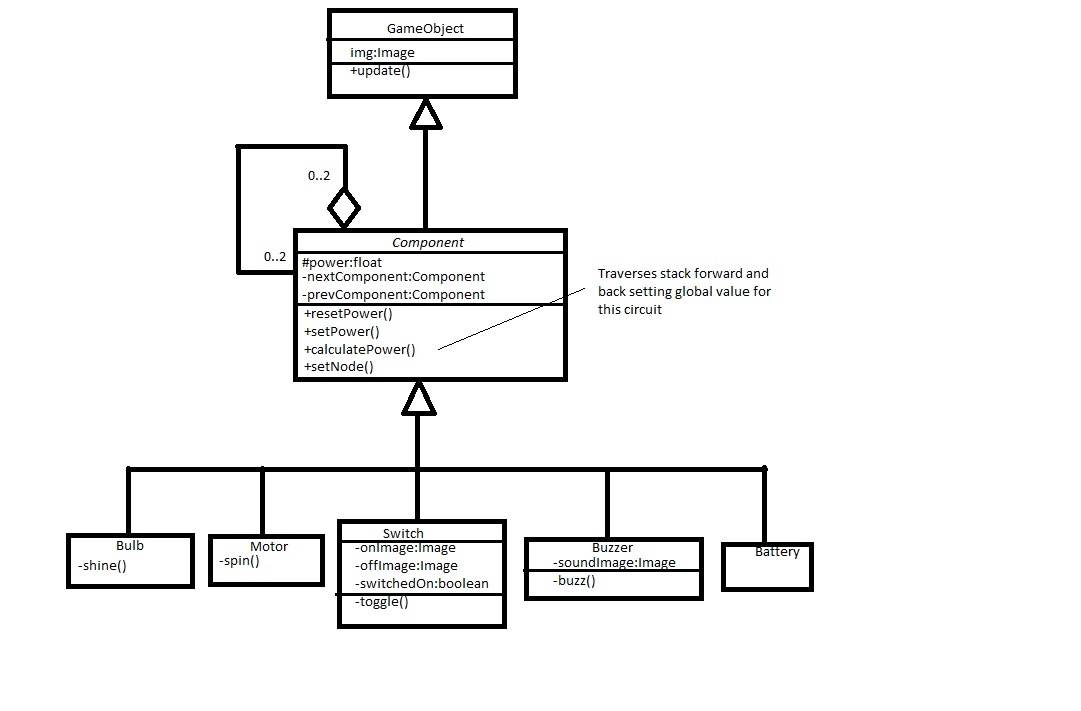 GameObject
img:Image
+update()
0..2
0..2
Component
#power:float
-nextComponent:Component
-prevComponent:Component
+resetPower()
+setPower()
+calculatePower()
+setNode()
Traverses stack forward and
back setting global value for
this circuit
Bulb
-shine()
Motor
-spin()
Switch
-onImage:Image
-offImage:Image
-switchedOn:boolean
-toggle()
Buzzer
-soundImage:Image
-buzz()
Battery